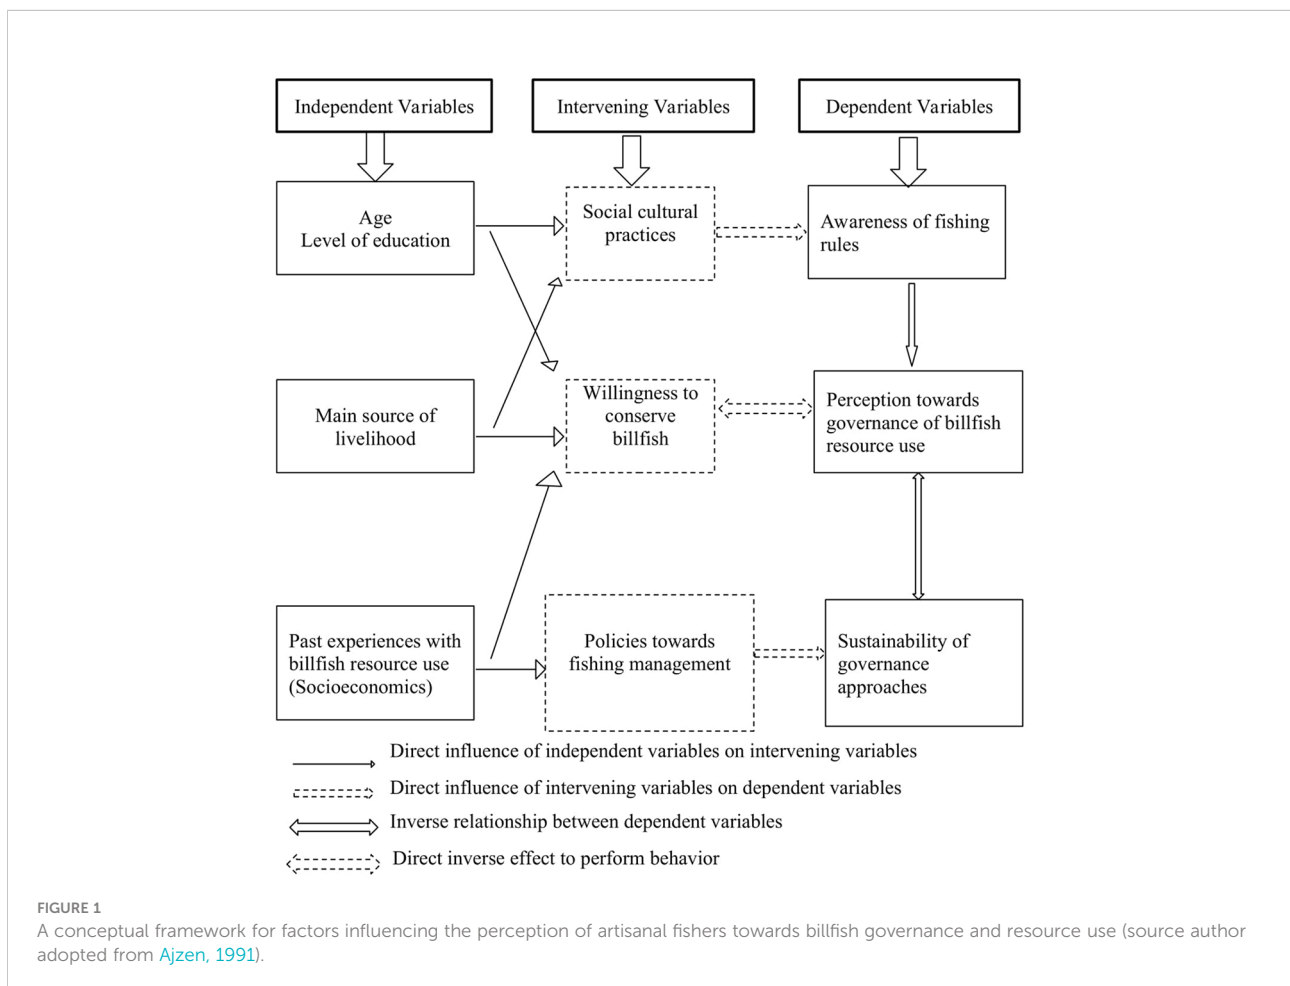 Independent Variables
Intervening Variables
Dependent Variables
Age
Level of education
Social cultural
practices
Awareness of fishing
rules
Main source of
livelihood
Willingness to
conserve
billfish
Perception towards
governance of billfish
resource use
Past experiences with
billfish resource use
(Socioeconomics)
Policies towards
fishing management
Sustainability of
governance
approaches
Direct influence of independent variables on intervening variables
Direct influence of intervening variables on dependent variables
Inverse relationship between dependent variables
Direct inverse effect to perform behavior
FIGURE 1
A conceptual framework for factors influencing the perception of artisanal fishers towards billfish governance and resource use (source author
adopted from Ajzen, 1991).